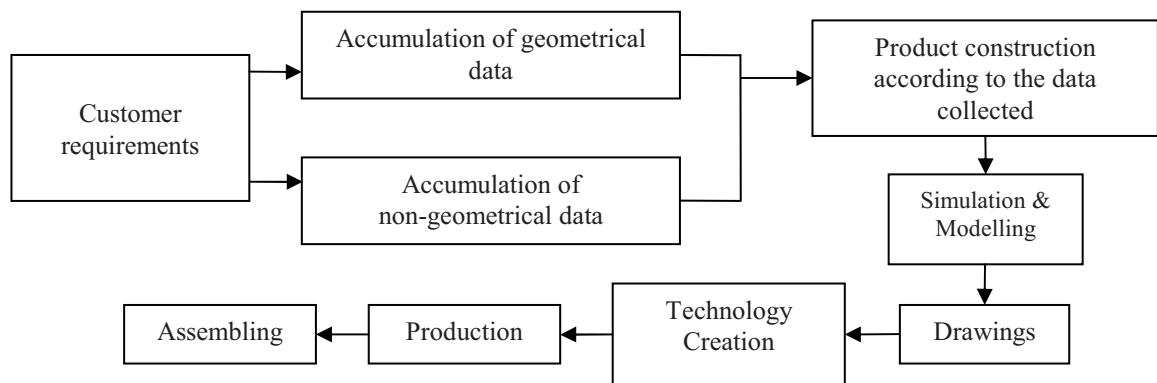 Customer
requirements
Accumulation of geometrical
data
Accumulation of
non-geometrical data
Product construction
according to the data
collected
Simulation &
Modelling
Drawings
Technology
Creation
Production
Assembling